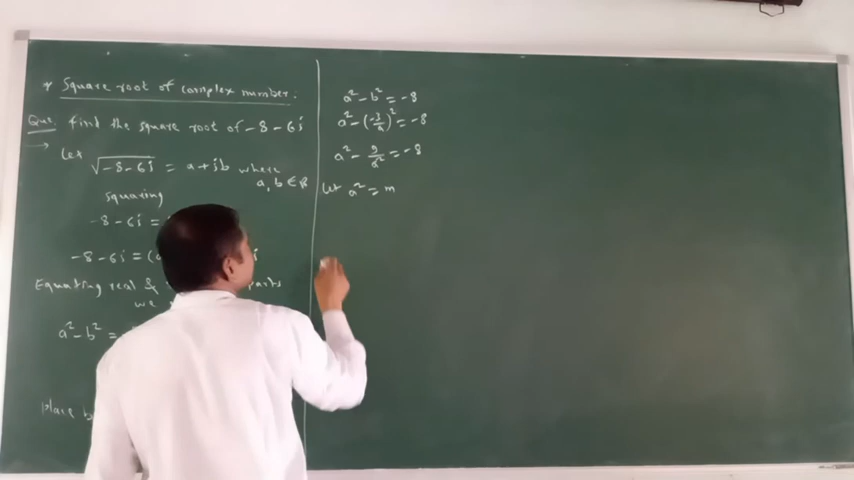 * Square root of complex number.
Que. find the square root of -8-6i
→ Let √-8-6i = a+ib where
a, b ∈ R
squaring
-8-6i =
-8-6i = (a i
Equating real & parts
we
a²-b² =
place b
a²-b² = -8
a²-(-3/a)² = -8
a²-9/a² = -8
Let a² = m